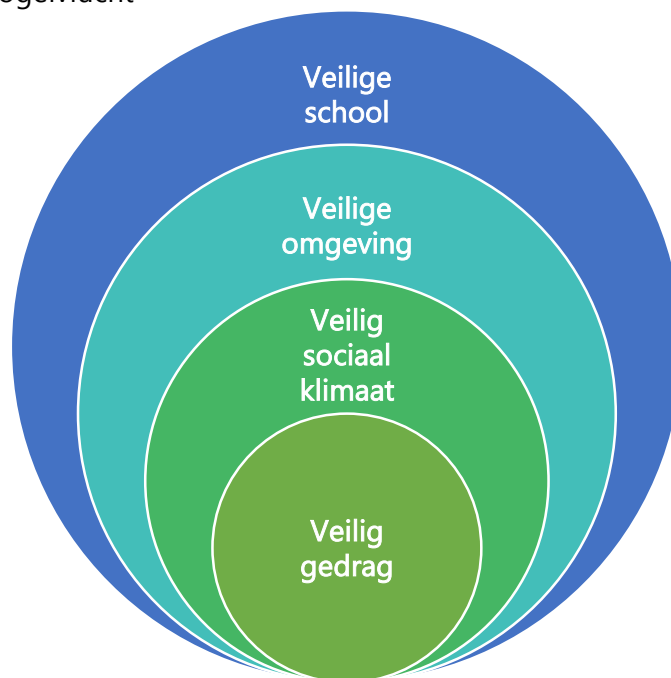 Veilige
school
Veilige
omgeving
Veilig
sociaal
klimaat
Veilig
gedrag